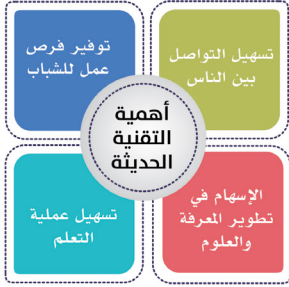 تسهيل التواصل
بين الناس
توفير فرص
عمل للشباب
أهمية
التقنية
الحديثة
الإسهام في
تطوير المعرفة
والعلوم
تسهيل عملية
التعلم